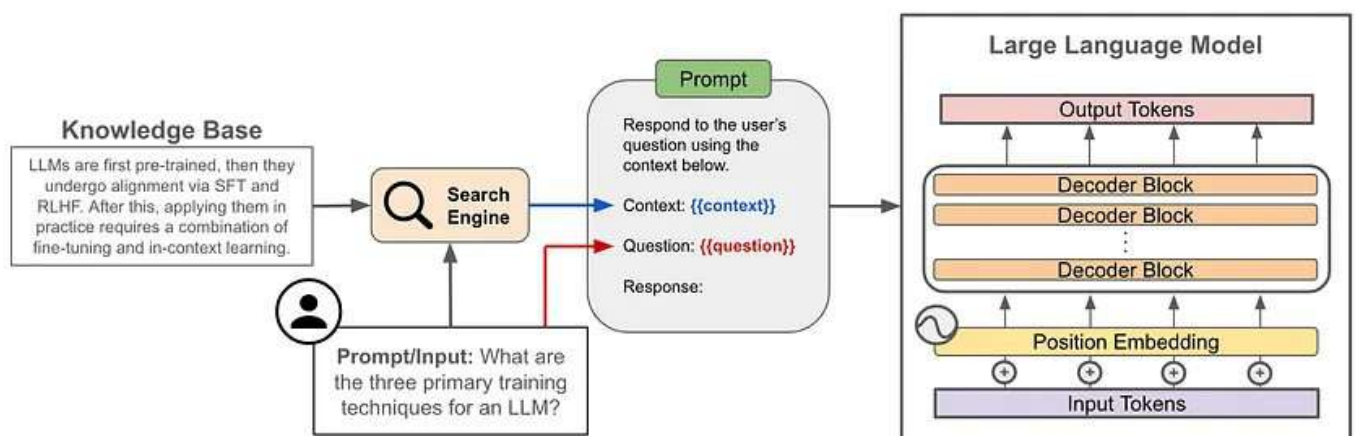 Knowledge Base
LLMs are first pre-trained, then they
undergo alignment via SFT and
RLHF. After this, applying them in
practice requires a combination of
fine-tuning and in-context learning.
Search
Engine
Prompt/Input: What are
the three primary training
techniques for an LLM?
Prompt
Respond to the user's
question using the
context below.
Context: {{context}}
Question: {{question}}
Response:
Large Language Model
Output Tokens
Decoder Block
Decoder Block
Decoder Block
Position Embedding
Input Tokens